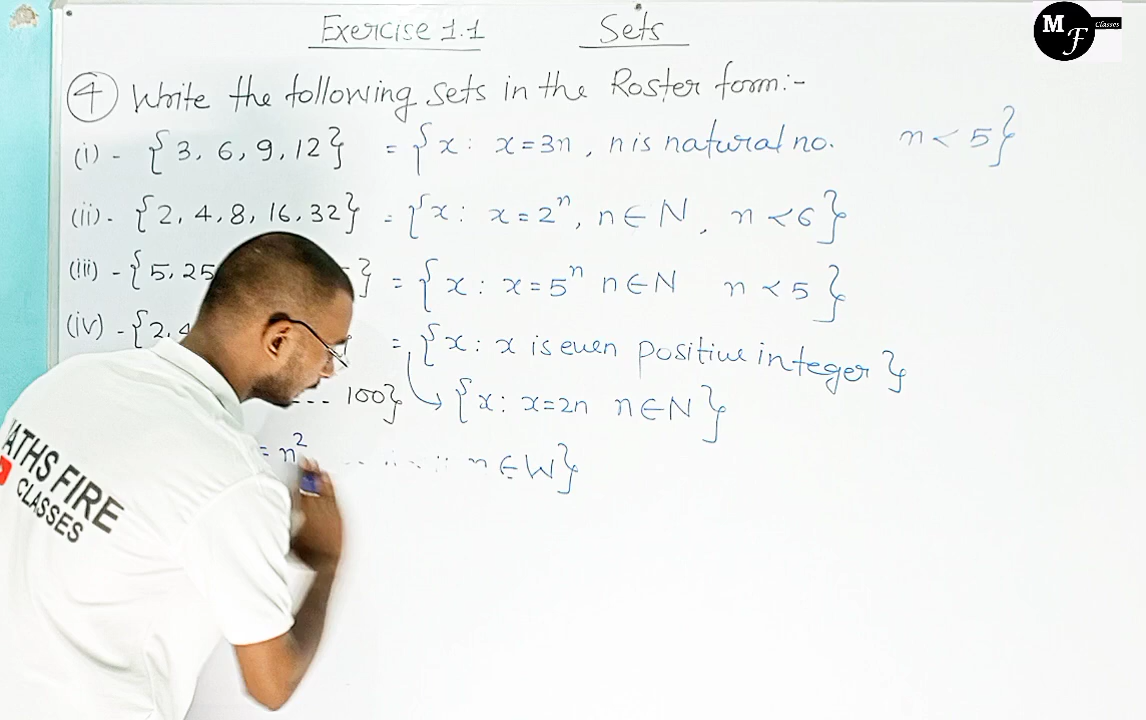 Exercise 1.1 Sets
M F Classes
4 Write the following sets in the Roster form:-
(i) - {3, 6, 9, 12} = {x : x=3n, n is natural no. n < 5}
(ii) - {2, 4, 8, 16, 32} = {x : x = 2ⁿ, n ∈ N, n < 6}
(iii) - {5, 25 } = {x : x = 5ⁿ n ∈ N n < 5}
(iv) - {2, 4 = {x : x is even positive integer}
... 100} {x : x=2n n ∈ N}
= n² n ∈ W}
MATHS FIRE
CLASSES